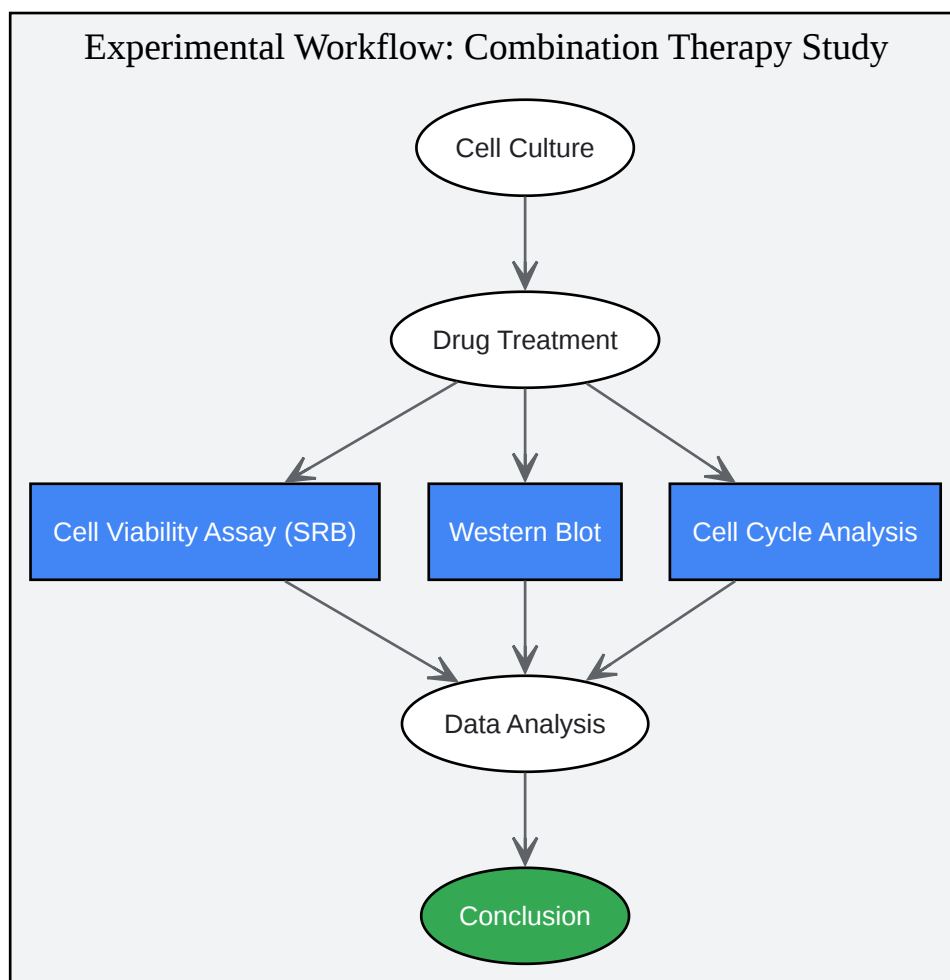 Experimental Workflow: Combination Therapy Study
Cell Culture
Drug Treatment
Cell Viability Assay (SRB)
Western Blot
Cell Cycle Analysis
Data Analysis
Conclusion